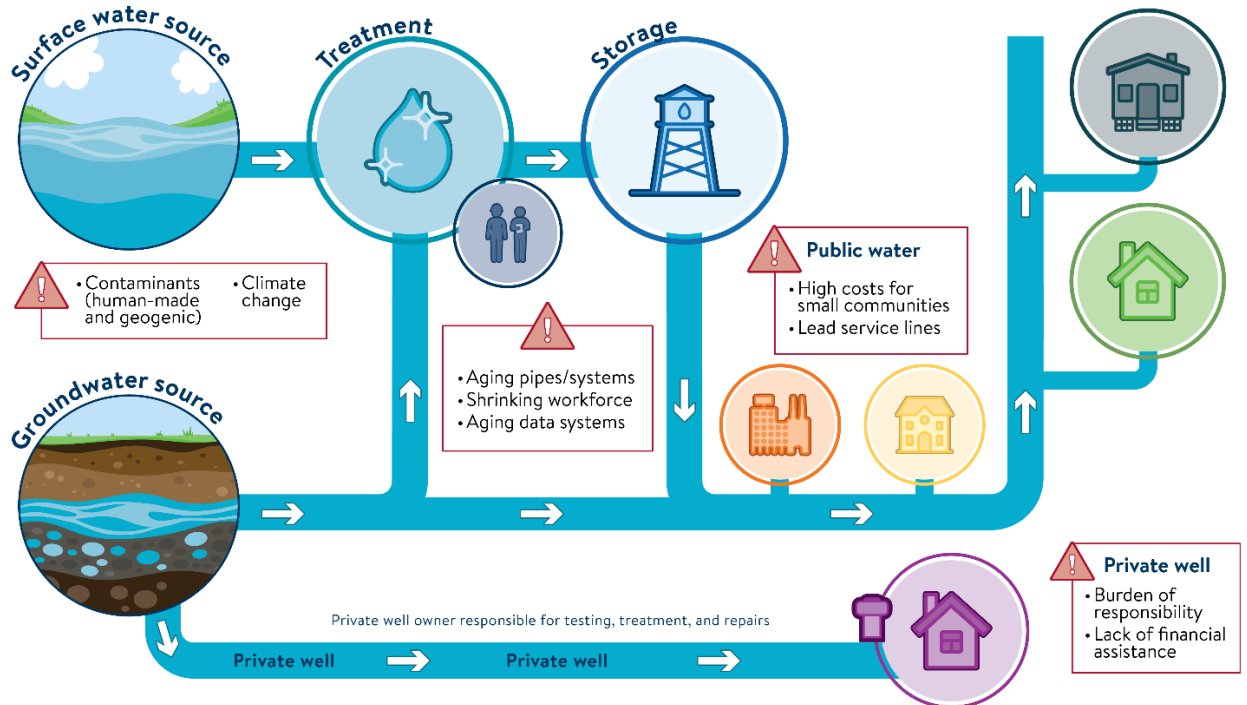 Surface water source
Treatment
Storage
• Contaminants
(human-made
and geogenic)
• Climate
change
Public water
• High costs for
small communities
• Lead service lines
• Aging pipes/systems
• Shrinking workforce
• Aging data systems
Groundwater source
Private well
• Burden of
responsibility
• Lack of financial
assistance
Private well owner responsible for testing, treatment, and repairs
Private well
Private well